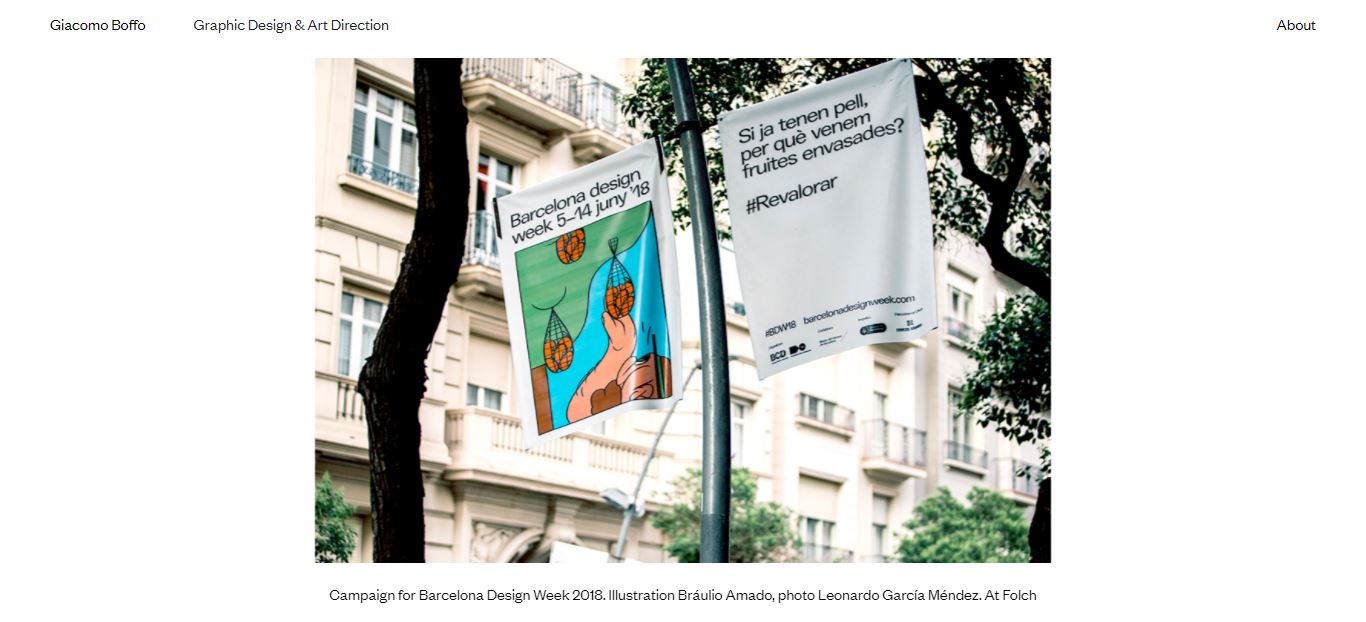 Giacomo Boffo
Graphic Design & Art Direction
About
Barcelona design
week 5–14 juny '18
Si ja tenen pell,
per què venem
fruites envasades?
#Revalorar
#BDW18 barcelonadesignweek.com
BCD
Campaign for Barcelona Design Week 2018. Illustration Bráulio Amado, photo Leonardo García Méndez. At Folch